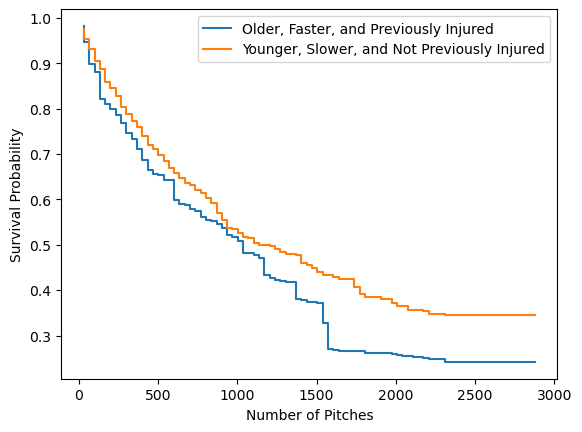 Older, Faster, and Previously Injured
Younger, Slower, and Not Previously Injured
Survival Probability
1.0
0.9
0.8
0.7
0.6
0.5
0.4
0.3
0 500 1000 1500 2000 2500 3000
Number of Pitches